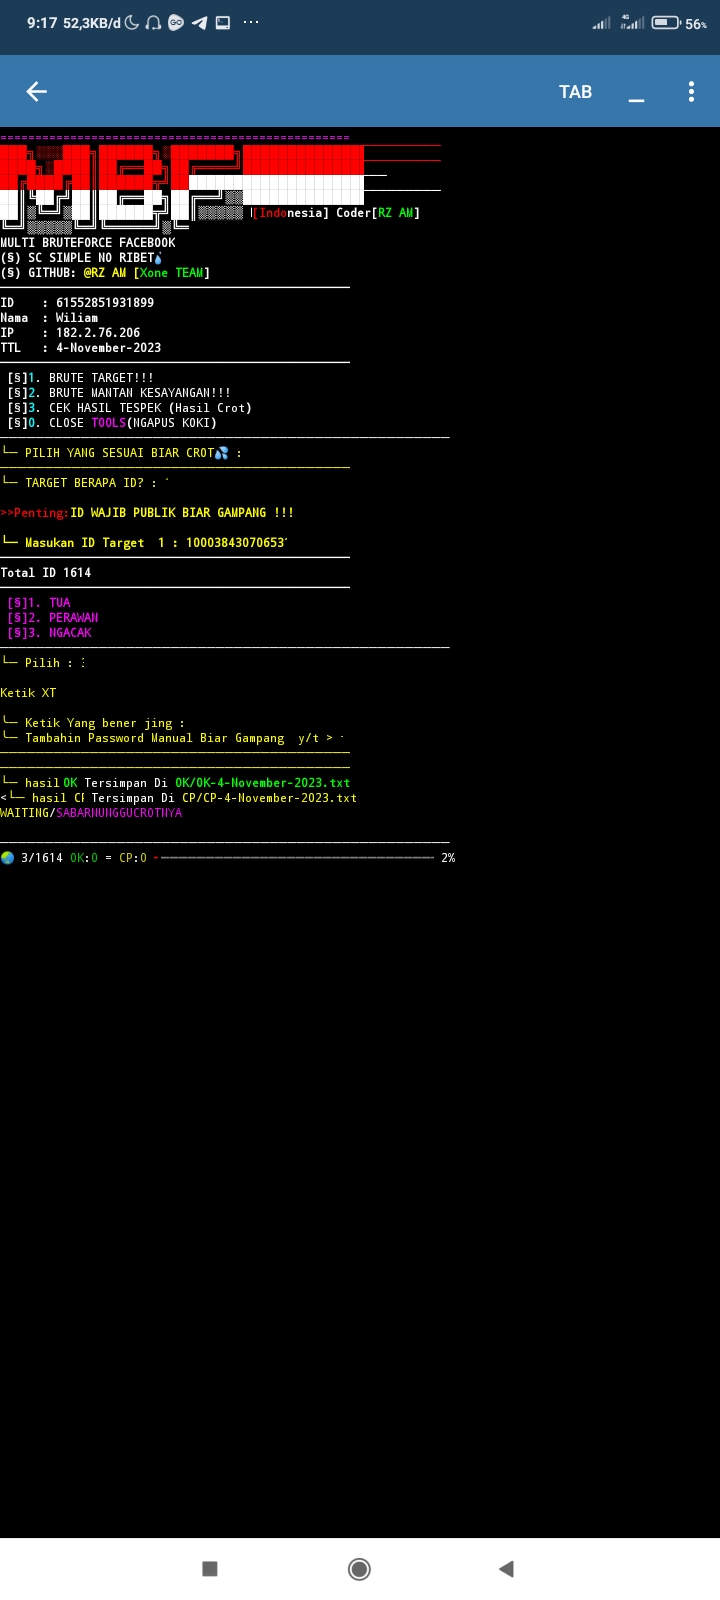 9:17 52,3KB/d GO ... 4G 56%
TAB _
==================================================
[Indonesia] Coder[RZ AM]
MULTI BRUTEFORCE FACEBOOK
(§) SC SIMPLE NO RIBET💧
(§) GITHUB: @RZ AM [Xone TEAM]
ID : 61552851931899
Nama : Wiliam
IP : 182.2.76.206
TTL : 4-November-2023
[§]1. BRUTE TARGET!!!
[§]2. BRUTE MANTAN KESAYANGAN!!!
[§]3. CEK HASIL TESPEK (Hasil Crot)
[§]0. CLOSE TOOLS(NGAPUS KOKI)
└─ PILIH YANG SESUAI BIAR CROT💦 :
└─ TARGET BERAPA ID? :
>>Penting:ID WAJIB PUBLIK BIAR GAMPANG !!!
└─ Masukan ID Target 1 : 10003843070653
Total ID 1614
[§]1. TUA
[§]2. PERAWAN
[§]3. NGACAK
└─ Pilih :
Ketik XT
╰─ Ketik Yang bener jing :
╰─ Tambahin Password Manual Biar Gampang y/t >
└─ hasil OK Tersimpan Di OK/OK-4-November-2023.txt
<└─ hasil CP Tersimpan Di CP/CP-4-November-2023.txt
WAITING/SABARNUNGGUCROTNYA
🌏 3/1614 OK:0 = CP:0 2%